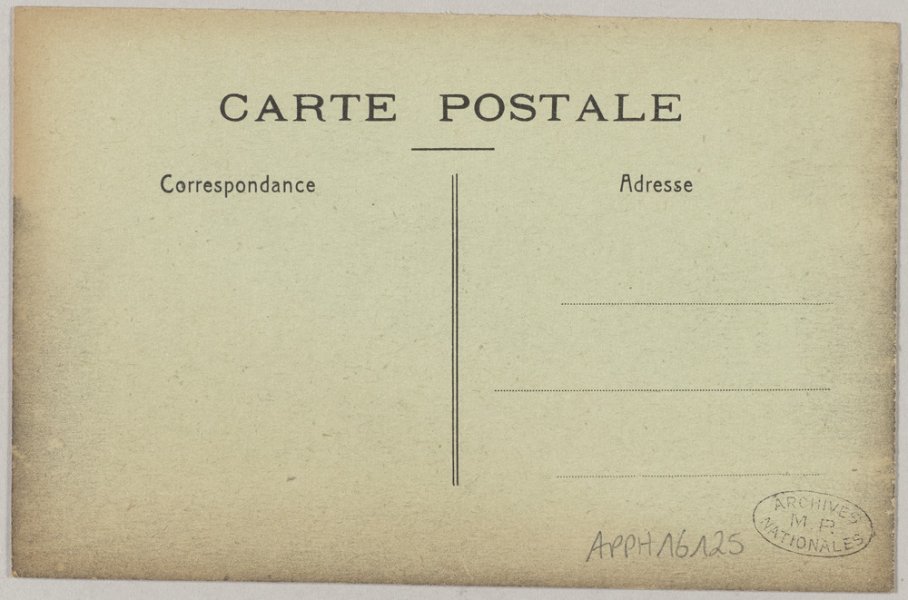 CARTE POSTALE
Correspondance
Adresse
APPH16125
ARCHIVES
M. P.
NATIONALES